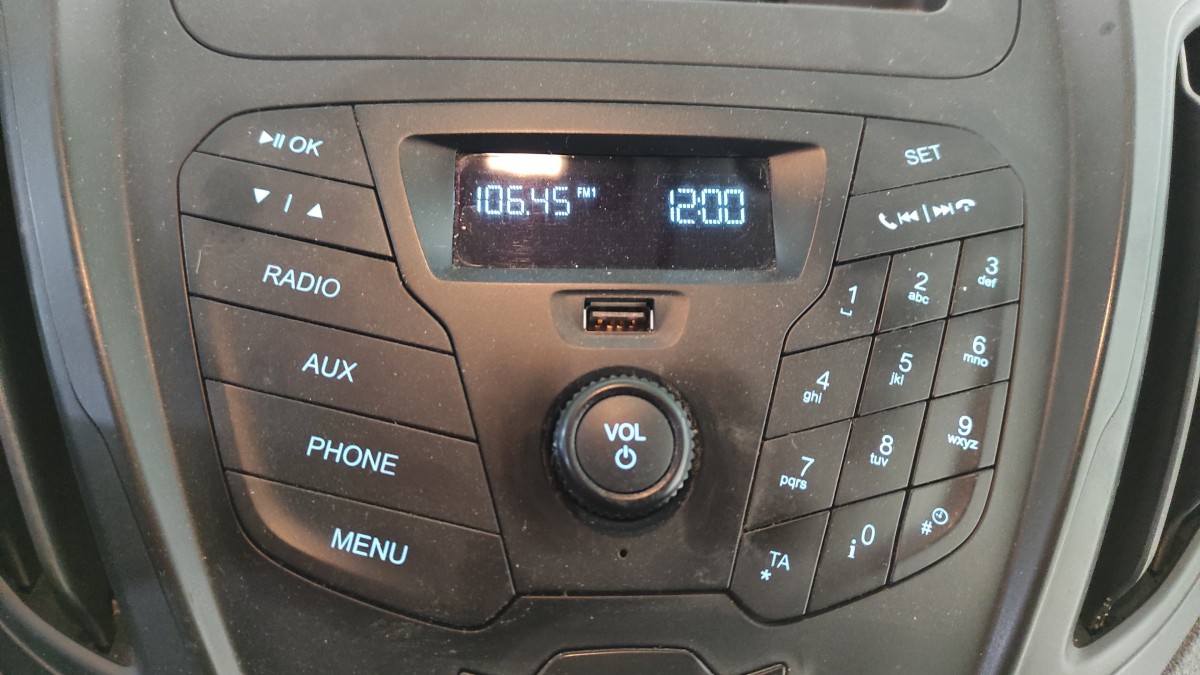 OK
106.45 FM1 12:00
SET
RADIO
AUX
PHONE
MENU
VOL
1
2 abc
3 def
4 ghi
5 jkl
6 mno
7 pqrs
8 tuv
9 wxyz
TA *
i 0
#